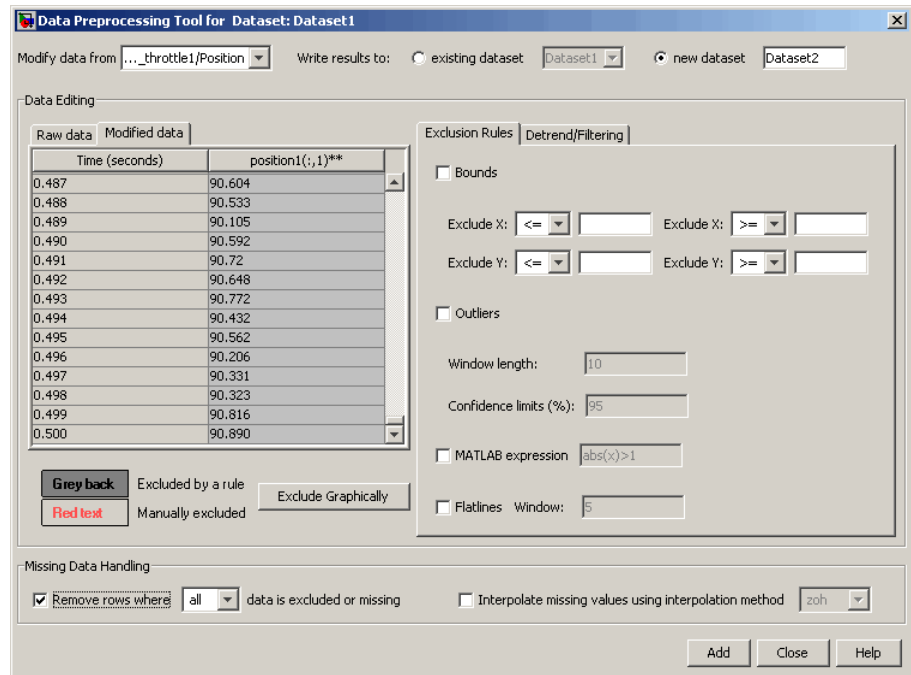 Data Preprocessing Tool for Dataset: Dataset1
Modify data from ..._throttle1/Position Write results to: existing dataset Dataset1 new dataset Dataset2
Data Editing
Raw data Modified data
Time (seconds) position1(:,1)**
0.487 90.604
0.488 90.533
0.489 90.105
0.490 90.592
0.491 90.72
0.492 90.648
0.493 90.772
0.494 90.432
0.495 90.562
0.496 90.206
0.497 90.331
0.498 90.323
0.499 90.816
0.500 90.890
Grey back Excluded by a rule
Red text Manually excluded
Exclude Graphically
Exclusion Rules Detrend/Filtering
Bounds
Exclude X: <= Exclude X: >=
Exclude Y: <= Exclude Y: >=
Outliers
Window length: 10
Confidence limits (%): 95
MATLAB expression abs(x)>1
Flatlines Window: 5
Missing Data Handling
Remove rows where all data is excluded or missing Interpolate missing values using interpolation method zoh
Add Close Help